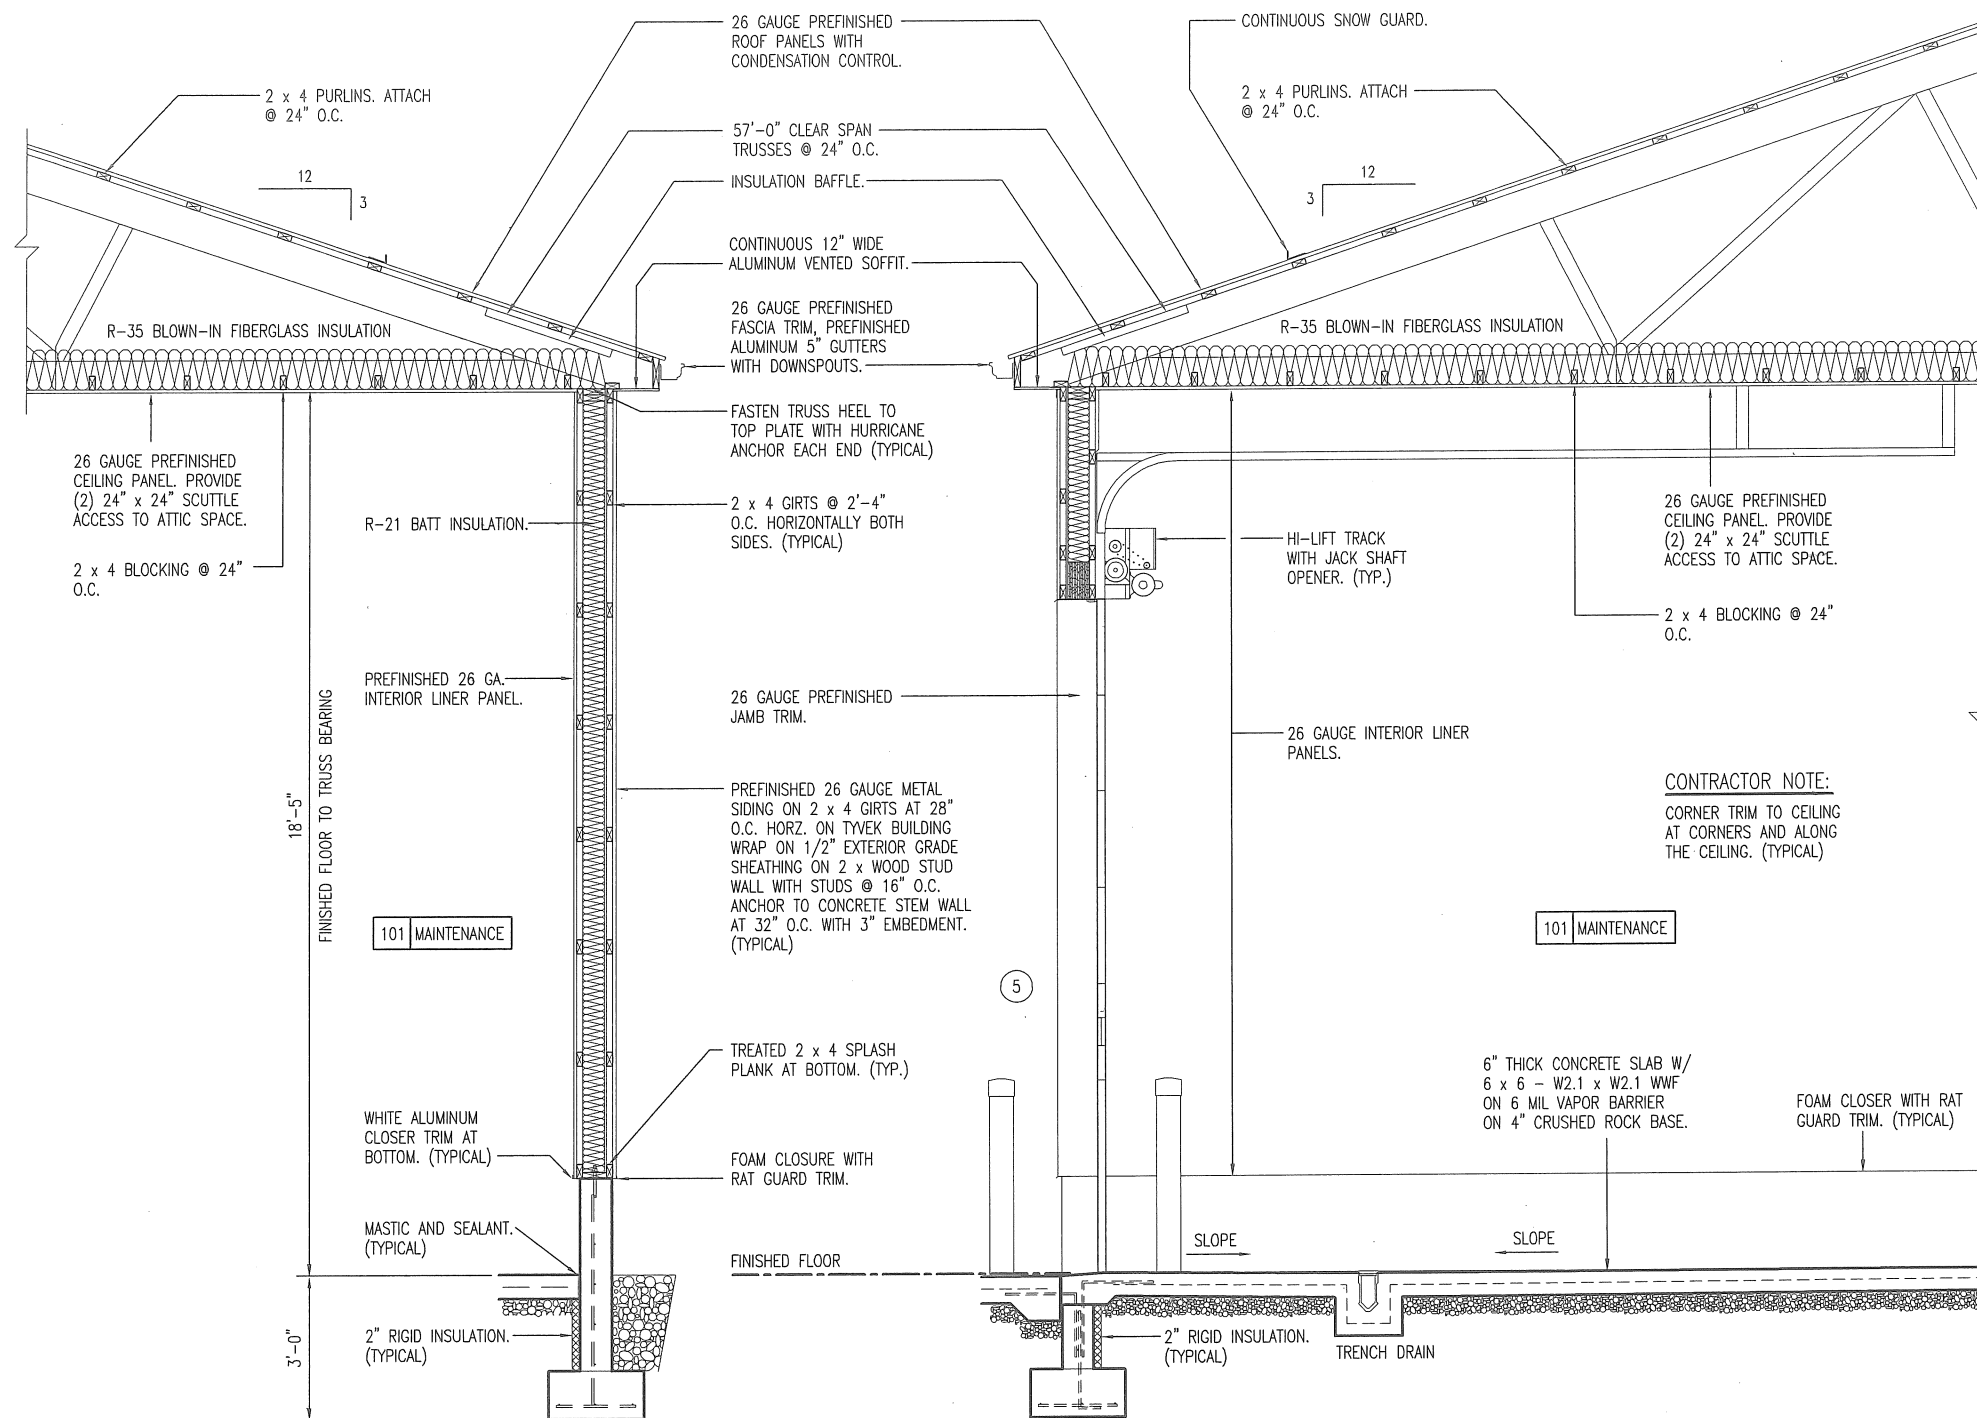 26 GAUGE PREFINISHED
ROOF PANELS WITH
CONDENSATION CONTROL.
CONTINUOUS SNOW GUARD.
2 x 4 PURLINS. ATTACH
@ 24" O.C.
2 x 4 PURLINS. ATTACH
@ 24" O.C.
57'-0" CLEAR SPAN
TRUSSES @ 24" O.C.
12
3
INSULATION BAFFLE.
12
3
CONTINUOUS 12" WIDE
ALUMINUM VENTED SOFFIT.
R-35 BLOWN-IN FIBERGLASS INSULATION
26 GAUGE PREFINISHED
FASCIA TRIM, PREFINISHED
ALUMINUM 5" GUTTERS
WITH DOWNSPOUTS.
R-35 BLOWN-IN FIBERGLASS INSULATION
FASTEN TRUSS HEEL TO
TOP PLATE WITH HURRICANE
ANCHOR EACH END (TYPICAL)
26 GAUGE PREFINISHED
CEILING PANEL. PROVIDE
(2) 24" x 24" SCUTTLE
ACCESS TO ATTIC SPACE.
R-21 BATT INSULATION.
2 x 4 GIRTS @ 2'-4"
O.C. HORIZONTALLY BOTH
SIDES. (TYPICAL)
HI-LIFT TRACK
WITH JACK SHAFT
OPENER. (TYP.)
26 GAUGE PREFINISHED
CEILING PANEL. PROVIDE
(2) 24" x 24" SCUTTLE
ACCESS TO ATTIC SPACE.
2 x 4 BLOCKING @ 24"
O.C.
2 x 4 BLOCKING @ 24"
O.C.
PREFINISHED 26 GA.
INTERIOR LINER PANEL.
26 GAUGE PREFINISHED
JAMB TRIM.
26 GAUGE INTERIOR LINER
PANELS.
18'-5"
FINISHED FLOOR TO TRUSS BEARING
PREFINISHED 26 GAUGE METAL
SIDING ON 2 x 4 GIRTS AT 28"
O.C. HORZ. ON TYVEK BUILDING
WRAP ON 1/2" EXTERIOR GRADE
SHEATHING ON 2 x WOOD STUD
WALL WITH STUDS @ 16" O.C.
ANCHOR TO CONCRETE STEM WALL
AT 32" O.C. WITH 3" EMBEDMENT.
(TYPICAL)
CONTRACTOR NOTE:
CORNER TRIM TO CEILING
AT CORNERS AND ALONG
THE CEILING. (TYPICAL)
101 MAINTENANCE
101 MAINTENANCE
5
TREATED 2 x 4 SPLASH
PLANK AT BOTTOM. (TYP.)
6" THICK CONCRETE SLAB W/
6 x 6 - W2.1 x W2.1 WWF
ON 6 MIL VAPOR BARRIER
ON 4" CRUSHED ROCK BASE.
FOAM CLOSER WITH RAT
GUARD TRIM. (TYPICAL)
WHITE ALUMINUM
CLOSER TRIM AT
BOTTOM. (TYPICAL)
FOAM CLOSURE WITH
RAT GUARD TRIM.
MASTIC AND SEALANT.
(TYPICAL)
FINISHED FLOOR
SLOPE
SLOPE
3'-0"
2" RIGID INSULATION.
(TYPICAL)
2" RIGID INSULATION.
(TYPICAL)
TRENCH DRAIN